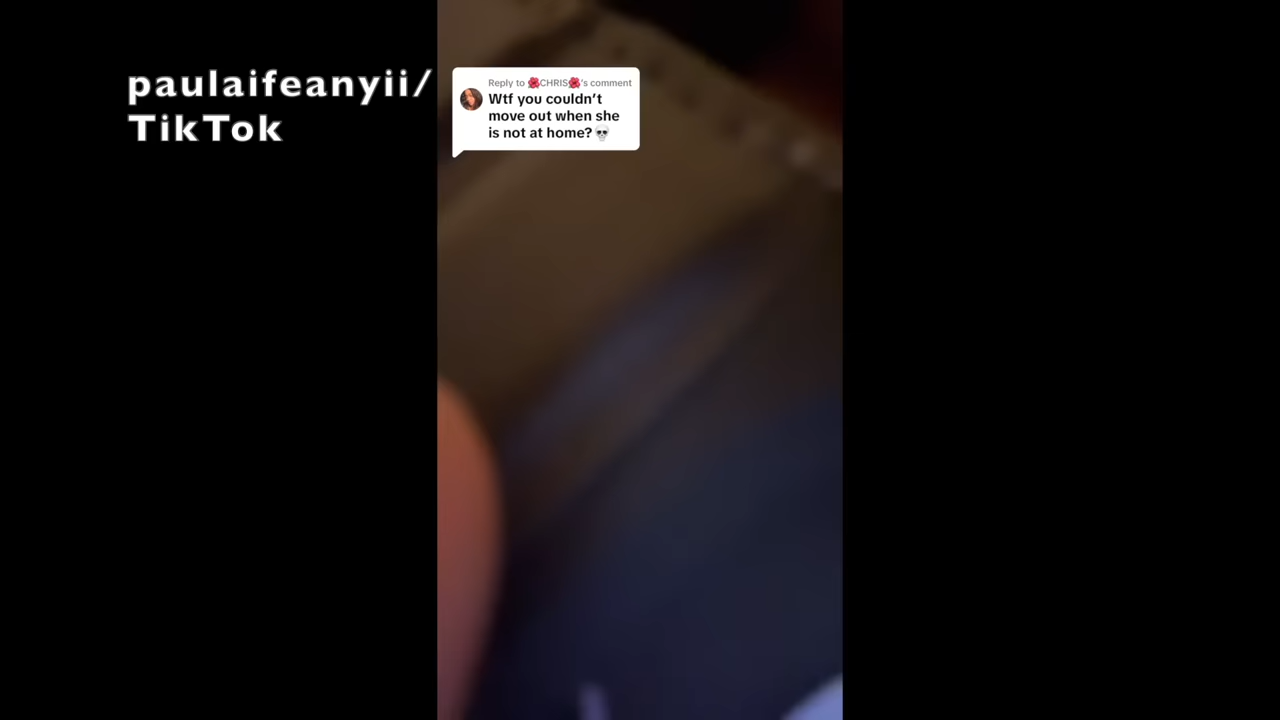 paulaifeanyii/
TikTok
Reply to 🌺CHRIS🌺's comment
Wtf you couldn't
move out when she
is not at home?💀